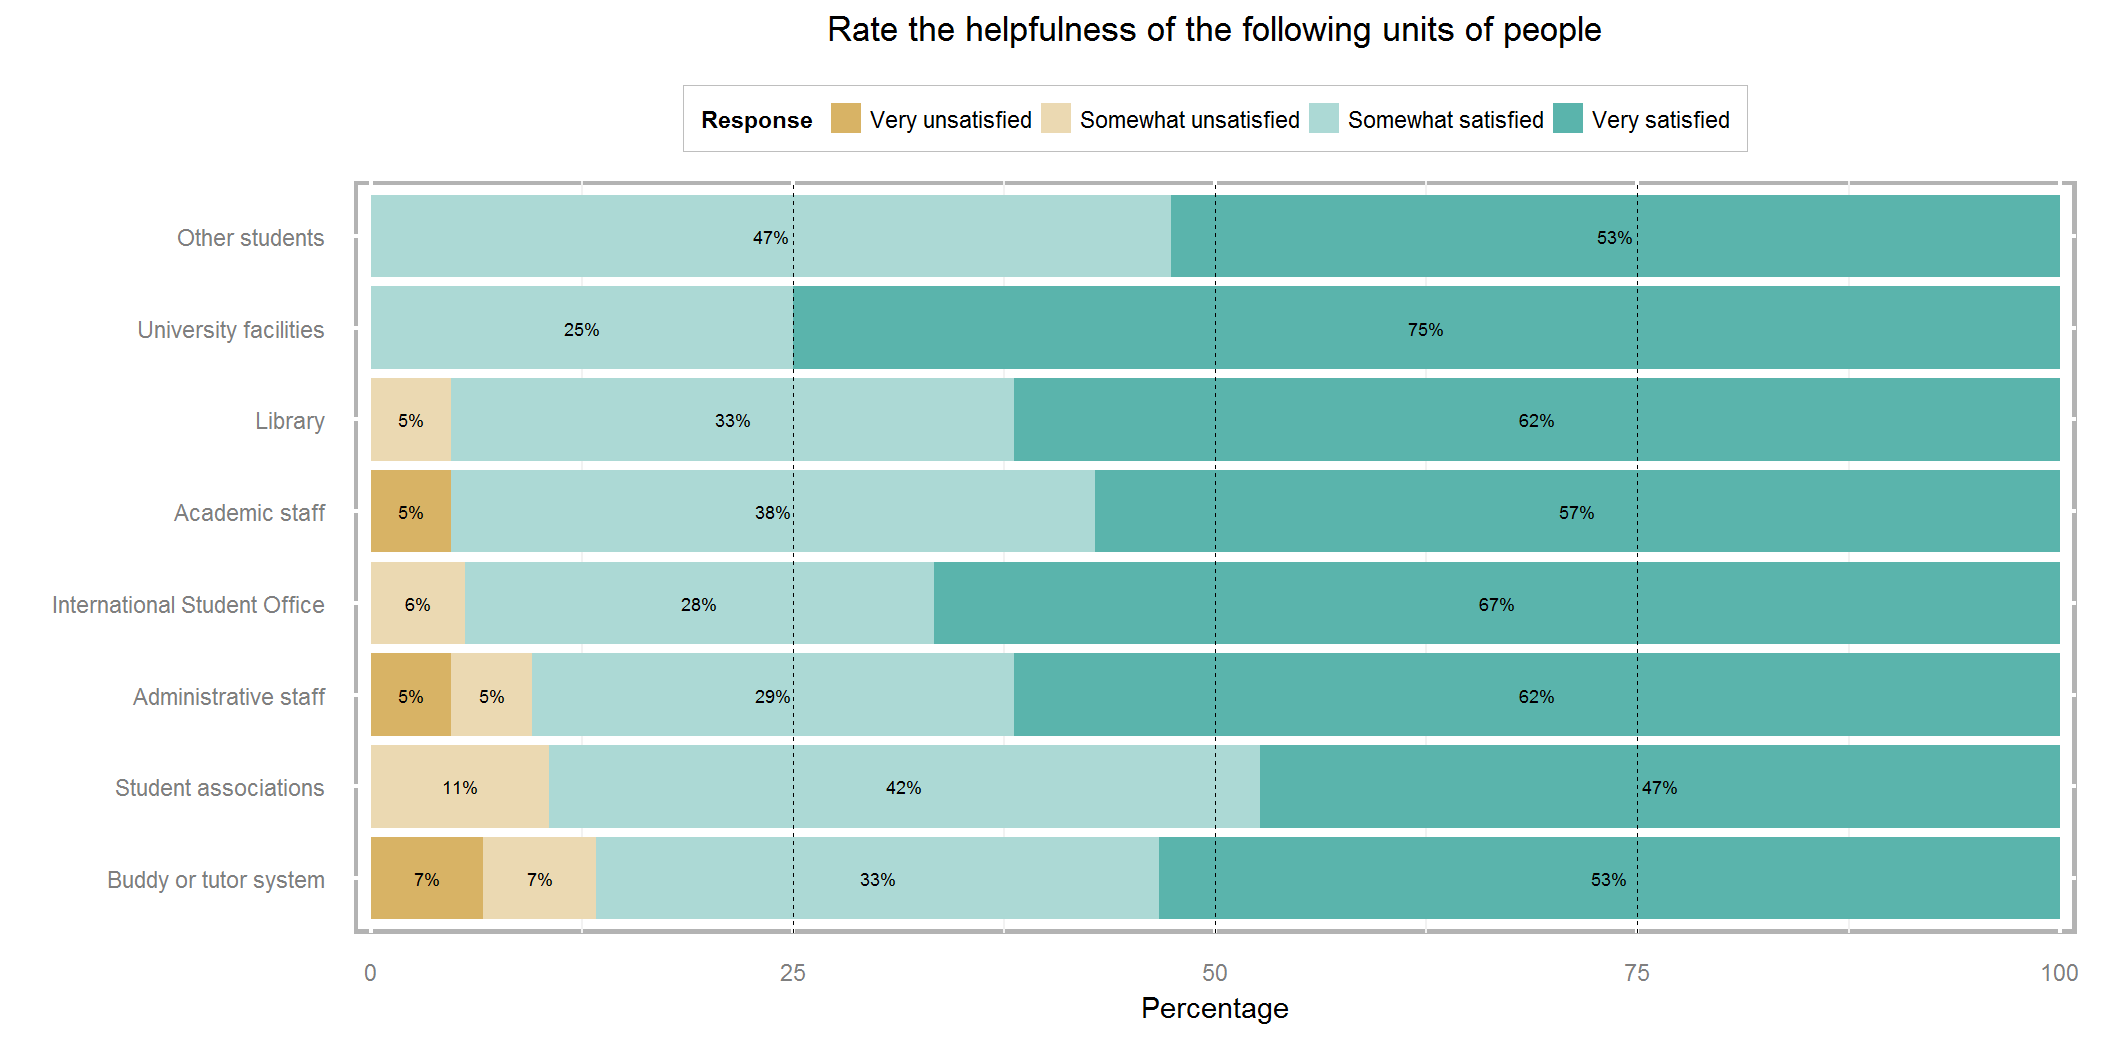 Rate the helpfulness of the following units of people
Response Very unsatisfied Somewhat unsatisfied Somewhat satisfied Very satisfied
Other students 47% 53%
University facilities 25% 75%
Library 5% 33% 62%
Academic staff 5% 38% 57%
International Student Office 6% 28% 67%
Administrative staff 5% 5% 29% 62%
Student associations 11% 42% 47%
Buddy or tutor system 7% 7% 33% 53%
0 25 50 75 100
Percentage